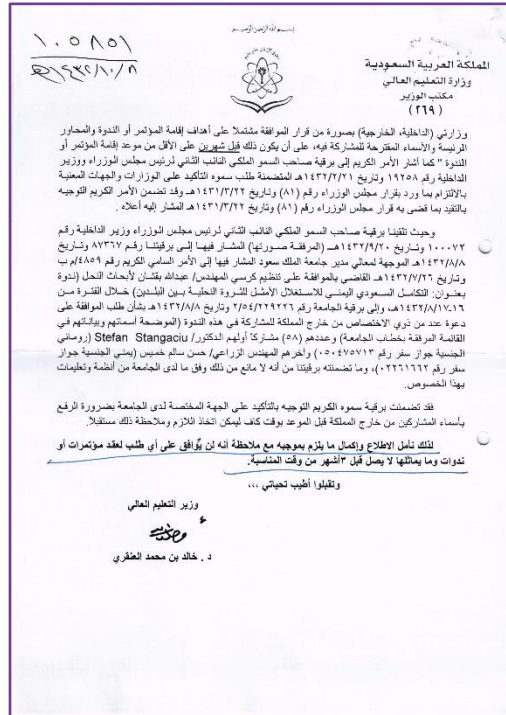 بسم الله الرحمن الرحيم
١٠٥٨٥١
١٤٣٢/١٠/٨هـ
المملكة العربية السعودية
وزارة التعليم العالي
مكتب الوزير
(٢٦٩)
وزارتي (الداخلية، الخارجية) بصورة من قرار الموافقة مشتملاً على أهداف إقامة المؤتمر أو الندوة والمحاور
الرئيسة والأسماء المقترحة للمشاركة فيه، على أن يكون ذلك قبل شهرين على الأقل من موعد إقامة المؤتمر أو
الندوة " كما أشار الأمر الكريم إلى برقية صاحب السمو الملكي النائب الثاني لرئيس مجلس الوزراء ووزير
الداخلية رقم ١٩٢٥٨ وتاريخ ١٤٣٢/٢/٢١هـ المتضمنة طلب سموه التأكيد على الوزارات والجهات المعنية
بالالتزام بما ورد بقرار مجلس الوزراء رقم (٨١) وتاريخ ١٤٣١/٣/٢٢هـ وقد تضمن الأمر الكريم التوجيه
بالتقيد بما قضى به قرار مجلس الوزراء رقم (٨١) وتاريخ ١٤٣١/٣/٢٢هـ المشار إليه أعلاه .
وحيث تلقينا برقية صاحب السمو الملكي النائب الثاني لرئيس مجلس الوزراء وزير الداخلية رقم
١٠٠٠٧٣ وتاريخ ١٤٣٢/٩/٢٠هـ (المرفقة صورتها) المشار فيها إلى برقيتنا رقم ٨٧٣٦٧ وتاريخ
١٤٣٢/٨/٨هـ الموجهة لمعالي مدير جامعة الملك سعود المشار فيها إلى الأمر السامي الكريم رقم ٤٨٥٩/م ب
وتاريخ ١٤٣٢/٧/٢٦هـ القاضي بالموافقة على تنظيم كرسي المهندس/ عبدالله بقشان لأبحاث النحل (ندوة
بعنوان: التكامل السعودي اليمني للاستغلال الأمثل للثروة النحلية بين البلدين) خلال الفترة من
١٦-١٤٣٢/٨/١٧هـ، وإلى برقية الجامعة رقم ٢/٥٤/٢٢٩٢٢٦ وتاريخ ١٤٣٢/٨/٨هـ بشأن طلب الموافقة على
دعوة عدد من ذوي الاختصاص من خارج المملكة للمشاركة في هذه الندوة (الموضحة أسمائهم وبياناتهم في
القائمة المرفقة بخطاب الجامعة) وعددهم (٥٨) مشاركاً أولهم الدكتور/ Stefan Stangaciu (روماني
الجنسية جواز سفر رقم ٠٥٠٤٧٥٧١٣) وأخرهم المهندس الزراعي/ حسن سالم خميس (يمني الجنسية جواز
سفر رقم ٠٢٢٦١٦٦٢)، وما تضمنته برقيتنا من أنه لا مانع من ذلك وفق ما لدى الجامعة من أنظمة وتعليمات
بهذا الخصوص.
فقد تضمنت برقية سموه الكريم التوجيه بالتأكيد على الجهة المختصة لدى الجامعة بضرورة الرفع
بأسماء المشاركين من خارج المملكة قبل الموعد بوقت كاف ليمكن اتخاذ اللازم وملاحظة ذلك مستقبلاً.
لذلك نأمل الاطلاع وإكمال ما يلزم بموجبه مع ملاحظة أنه لن يُوافق على أي طلب لعقد مؤتمرات أو
ندوات وما يماثلها لا يصل قبل ٣أشهر من وقت المناسبة.
وتقبلوا أطيب تحياتي ،،،
وزير التعليم العالي
د . خالد بن محمد العنقري